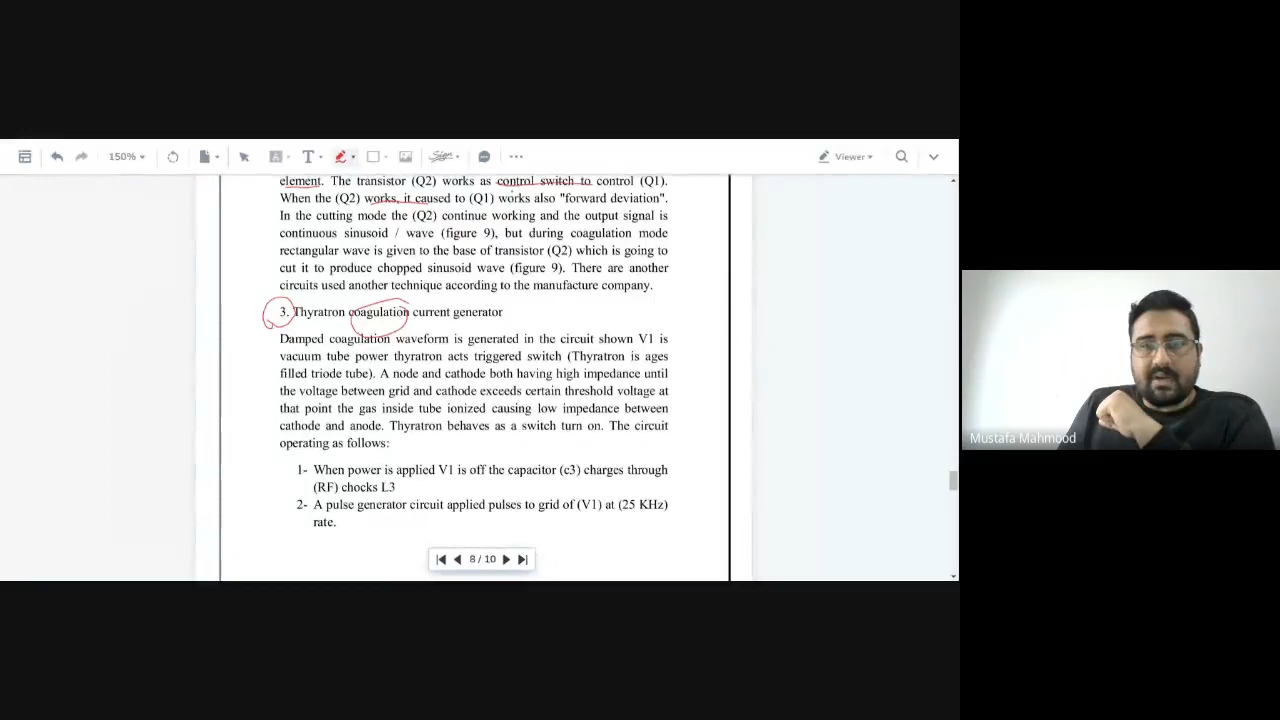 150%
T
Sign
Viewer
element. The transistor (Q2) works as control switch to control (Q1).
When the (Q2) works, it caused to (Q1) works also "forward deviation".
In the cutting mode the (Q2) continue working and the output signal is
continuous sinusoid / wave (figure 9), but during coagulation mode
rectangular wave is given to the base of transistor (Q2) which is going to
cut it to produce chopped sinusoid wave (figure 9). There are another
circuits used another technique according to the manufacture company.
3. Thyratron coagulation current generator
Damped coagulation waveform is generated in the circuit shown V1 is
vacuum tube power thyratron acts triggered switch (Thyratron is ages
filled triode tube). A node and cathode both having high impedance until
the voltage between grid and cathode exceeds certain threshold voltage at
that point the gas inside tube ionized causing low impedance between
cathode and anode. Thyratron behaves as a switch turn on. The circuit
operating as follows:
1- When power is applied V1 is off the capacitor (c3) charges through
(RF) chocks L3
2- A pulse generator circuit applied pulses to grid of (V1) at (25 KHz)
rate.
8 / 10
Mustafa Mahmood